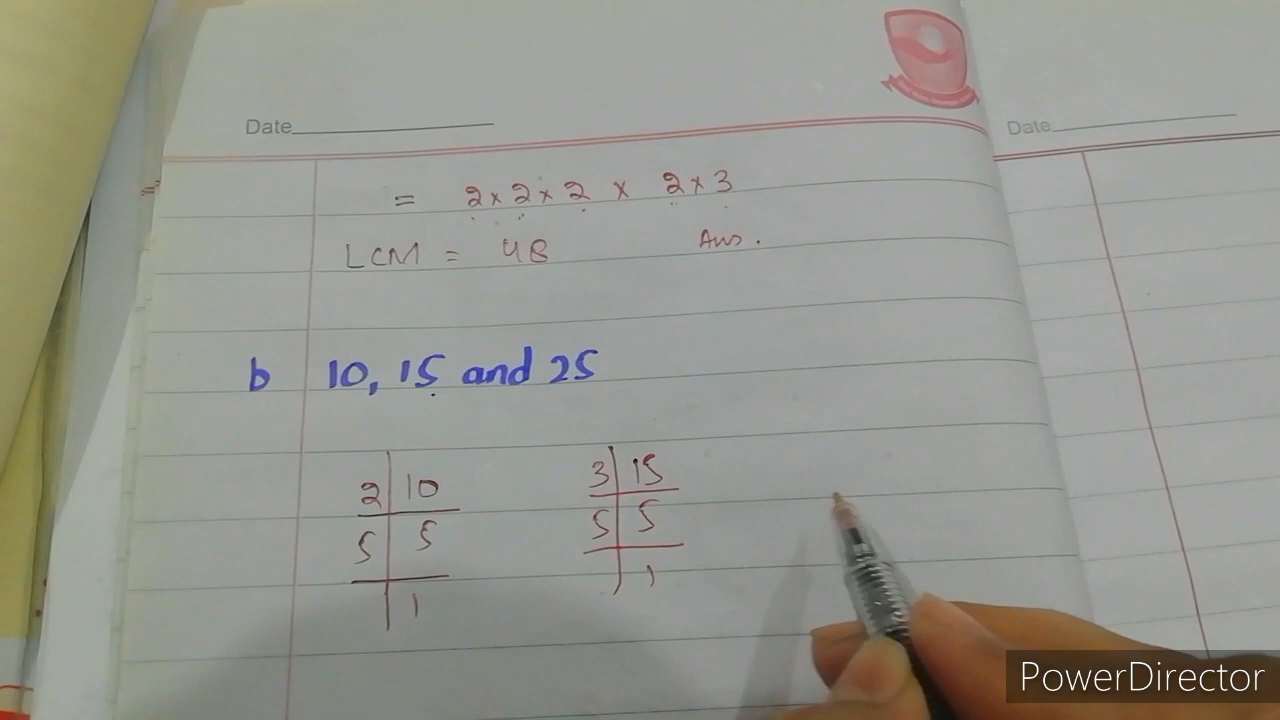 Date
Date
= 2 x 2 x 2 x 2 x 3
LCM = 48 Ans.
b 10, 15 and 25
2 10
5 5
1
3 15
5 5
1
PowerDirector